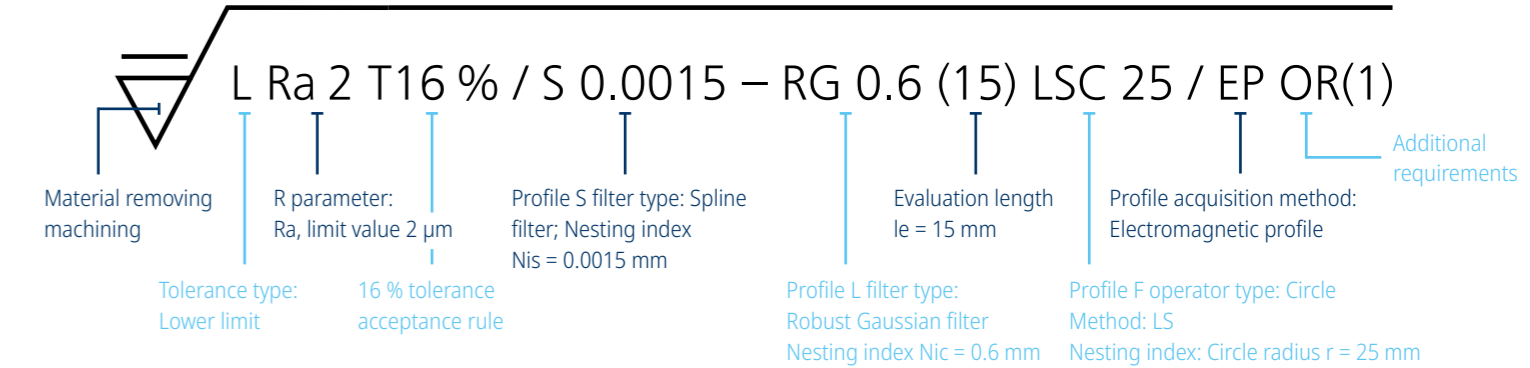 L Ra 2 T16 % / S 0.0015 – RG 0.6 (15) LSC 25 / EP OR(1)
Additional
requirements
Material removing
machining
R parameter:
Ra, limit value 2 µm
Profile S filter type: Spline
filter; Nesting index
Nis = 0.0015 mm
Evaluation length
le = 15 mm
Profile acquisition method:
Electromagnetic profile
Tolerance type:
Lower limit
16 % tolerance
acceptance rule
Profile L filter type:
Robust Gaussian filter
Nesting index Nic = 0.6 mm
Profile F operator type: Circle
Method: LS
Nesting index: Circle radius r = 25 mm